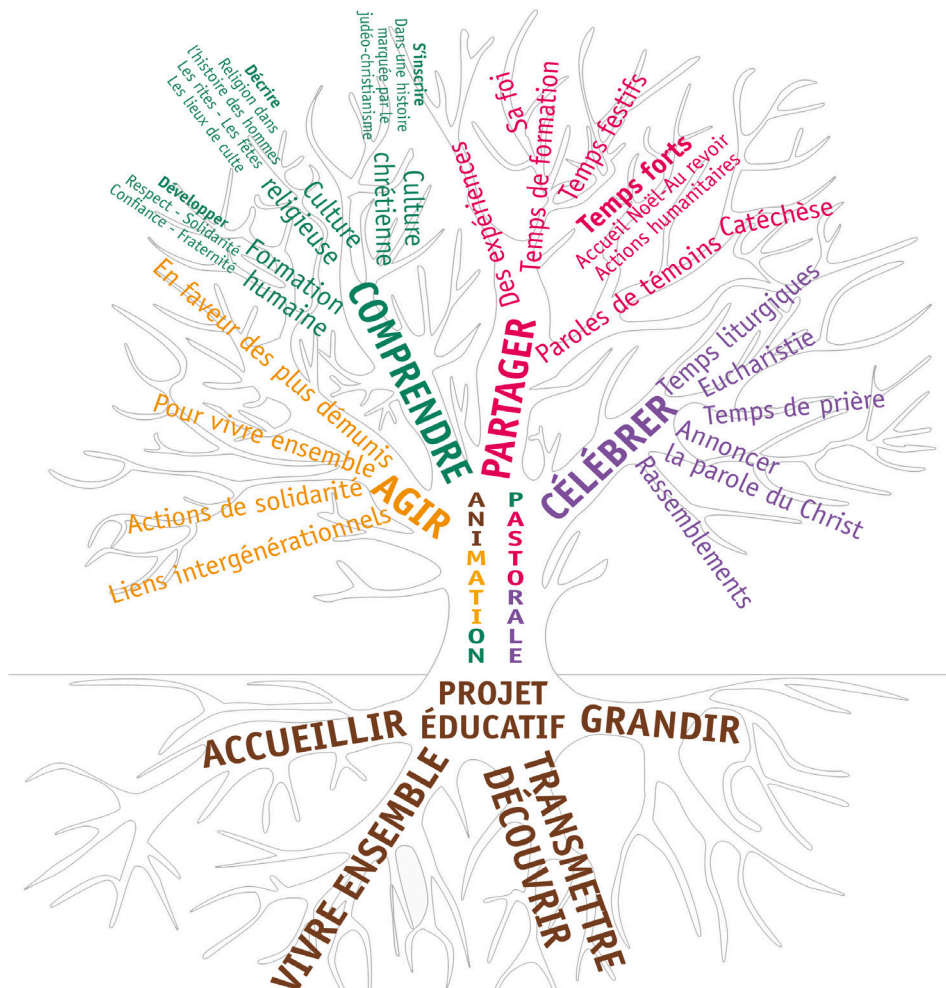 S'inscrire
Dans une histoire
marquée par le
judéo-christianisme
Culture
chrétienne
Décrire
Religion dans
l'histoire des hommes
Les rites - Les fêtes
Les lieux de culte
Culture
religieuse
Développer
Respect - Solidarité
Confiance - Fraternité
Formation
humaine
COMPRENDRE
Des expériences
Sa foi
Temps de formation
Temps festifs
Temps forts
Accueil Noël-Au revoir
Actions humanitaires
Catéchèse
Paroles de témoins
PARTAGER
En faveur des plus démunis
Pour vivre ensemble
Actions de solidarité
Liens intergénérationnels
AGIR
Temps liturgiques
Eucharistie
Temps de prière
Annoncer
la parole du Christ
Rassemblements
CÈLÈBRER
ANIMATION
PASTORALE
PROJET
ÉDUCATIF
ACCUEILLIR
GRANDIR
VIVRE ENSEMBLE
DÉCOUVRIR
TRANSMETTRE